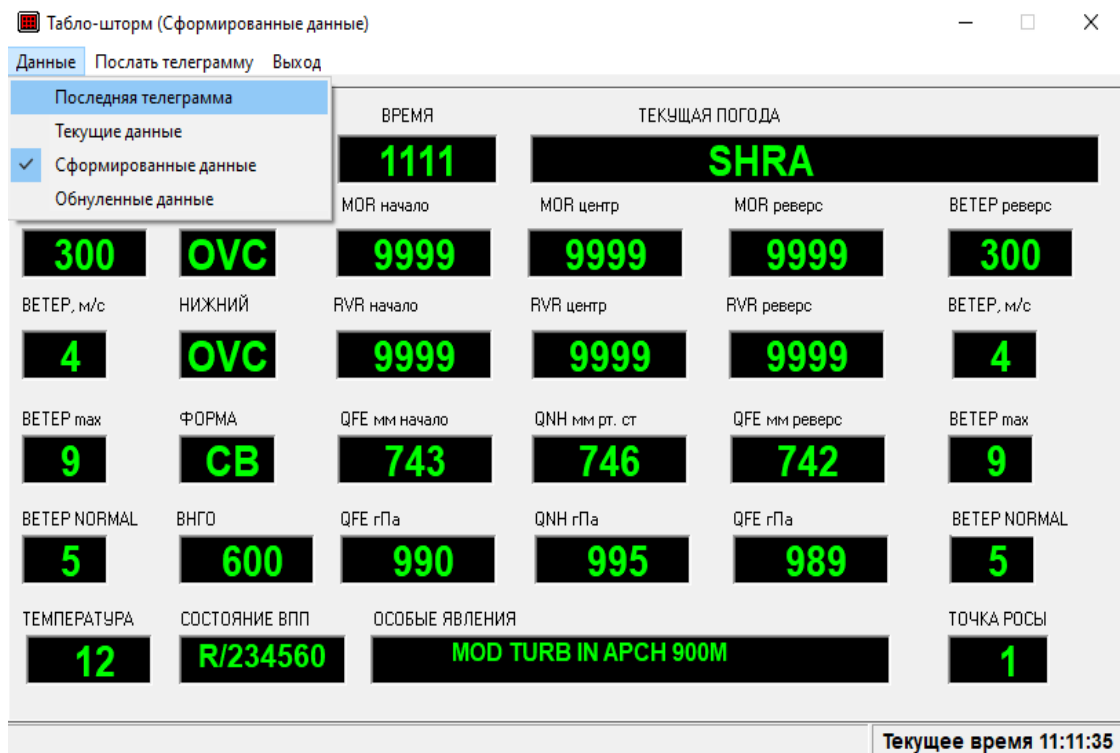 Табло-шторм (Сформированные данные)
Данные Послать телеграмму Выход
Последняя телеграмма
Текущие данные
Сформированные данные
Обнуленные данные
ВРЕМЯ ТЕКУЩАЯ ПОГОДА
1111 SHRA
MOR начало MOR центр MOR реверс ВЕТЕР реверс
300 OVC 9999 9999 9999 300
ВЕТЕР, м/с НИЖНИЙ RVR начало RVR центр RVR реверс ВЕТЕР, м/с
4 OVC 9999 9999 9999 4
ВЕТЕР max ФОРМА QFE мм начало QNH мм рт. ст QFE мм реверс ВЕТЕР max
9 CB 743 746 742 9
ВЕТЕР NORMAL ВНГО QFE гПа QNH гПа QFE гПа ВЕТЕР NORMAL
5 600 990 995 989 5
ТЕМПЕРАТУРА СОСТОЯНИЕ ВПП ОСОБЫЕ ЯВЛЕНИЯ ТОЧКА РОСЫ
12 R/234560 MOD TURB IN APCH 900M 1
Текущее время 11:11:35